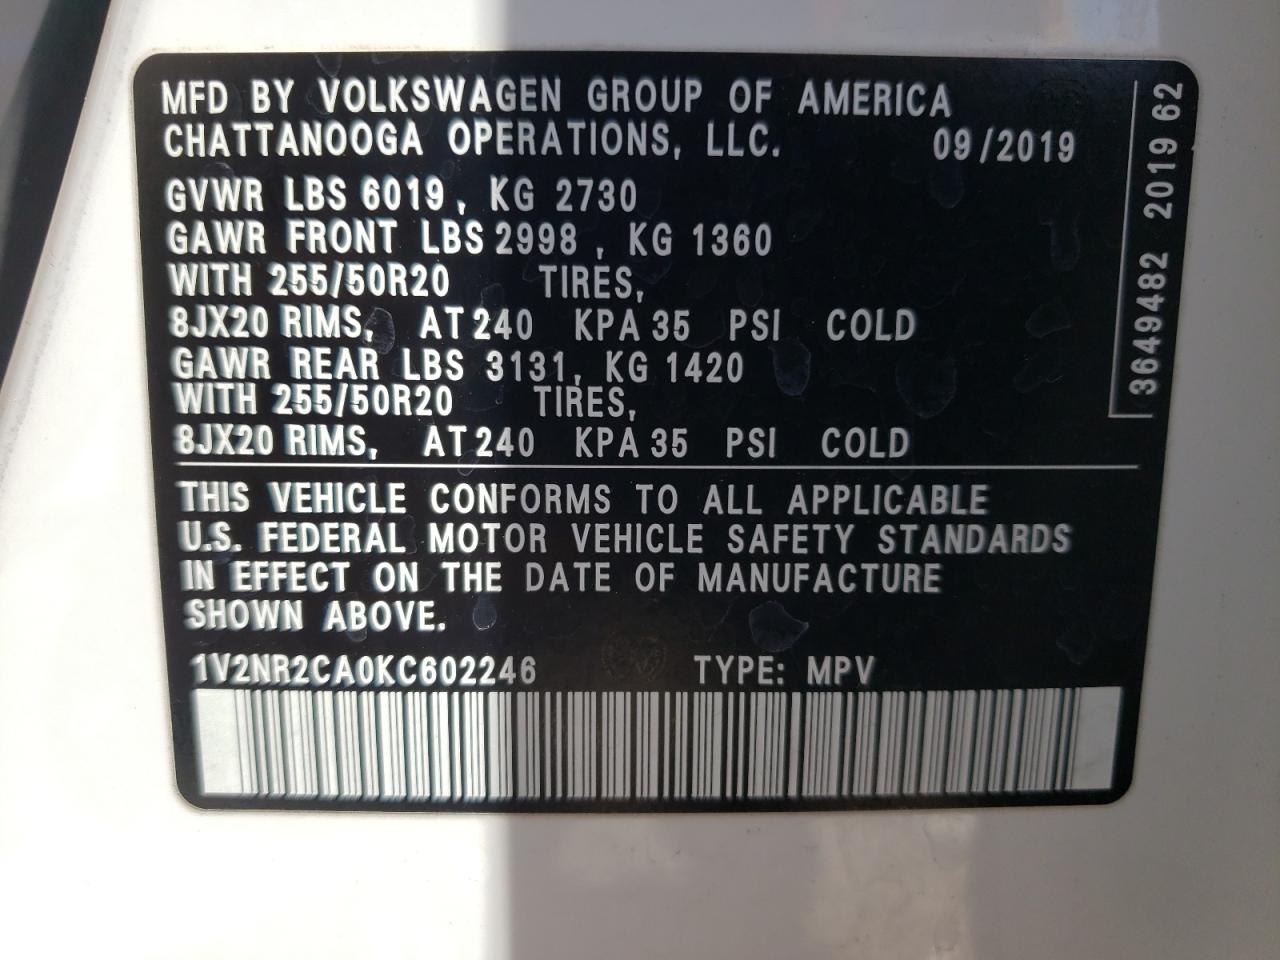 MFD BY VOLKSWAGEN GROUP OF AMERICA
CHATTANOOGA OPERATIONS, LLC. 09/2019
GVWR LBS 6019, KG 2730
GAWR FRONT LBS 2998, KG 1360
WITH 255/50R20 TIRES,
8JX20 RIMS, AT 240 KPA 35 PSI COLD
GAWR REAR LBS 3131, KG 1420
WITH 255/50R20 TIRES,
8JX20 RIMS, AT 240 KPA 35 PSI COLD
THIS VEHICLE CONFORMS TO ALL APPLICABLE
U.S. FEDERAL MOTOR VEHICLE SAFETY STANDARDS
IN EFFECT ON THE DATE OF MANUFACTURE
SHOWN ABOVE.
1V2NR2CA0KC602246 TYPE: MPV
3649482 2019 62